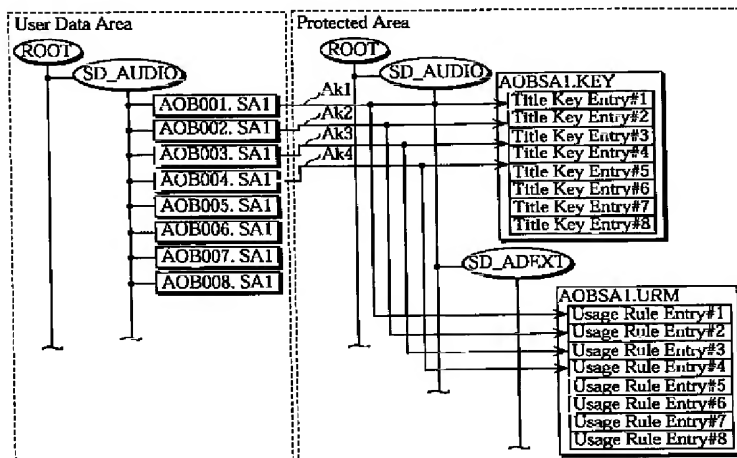 User Data Area
ROOT
SD_AUDIO
AOB001. SA1
AOB002. SA1
AOB003. SA1
AOB004. SA1
AOB005. SA1
AOB006. SA1
AOB007. SA1
AOB008. SA1
Protected Area
ROOT
SD_AUDIO
Ak1
Ak2
Ak3
Ak4
AOBSA1.KEY
Title Key Entry#1
Title Key Entry#2
Title Key Entry#3
Title Key Entry#4
Title Key Entry#5
Title Key Entry#6
Title Key Entry#7
Title Key Entry#8
SD_ADEXT
AOBSA1.URM
Usage Rule Entry#1
Usage Rule Entry#2
Usage Rule Entry#3
Usage Rule Entry#4
Usage Rule Entry#5
Usage Rule Entry#6
Usage Rule Entry#7
Usage Rule Entry#8